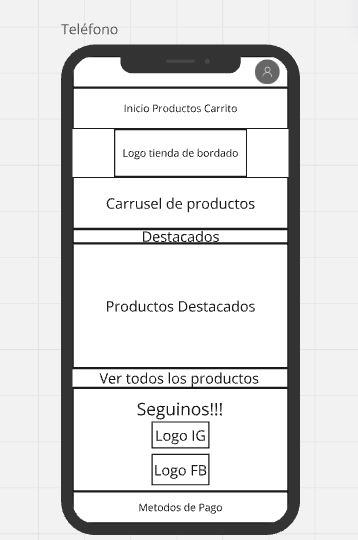 Teléfono
Inicio Productos Carrito
Logo tienda de bordado
Carrusel de productos
Destacados
Productos Destacados
Ver todos los productos
Seguinos!!!
Logo IG
Logo FB
Metodos de Pago